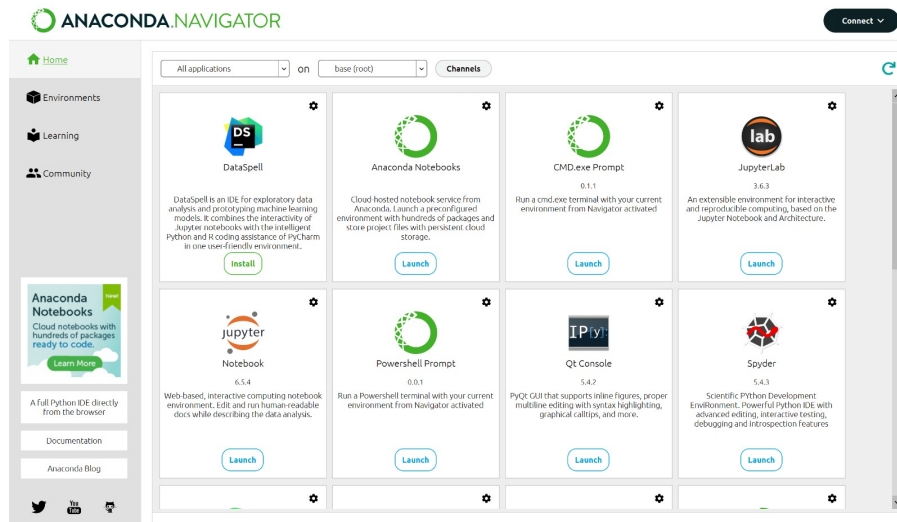 ANACONDA.NAVIGATOR
Connect
Home
Environments
Learning
Community
All applications
on
base (root)
Channels
DS
DataSpell
DataSpell is an IDE for exploratory data
analysis and prototyping machine learning
models. It combines the interactivity of
Jupyter notebooks with the intelligent
Python and R coding assistance of PyCharm
in one user-friendly environment.
Install
Anaconda Notebooks
Cloud-hosted notebook service from
Anaconda. Launch a preconfigured
environment with hundreds of packages and
store project files with persistent cloud
storage.
Launch
CMD.exe Prompt
0.1.1
Run a cmd.exe terminal with your current
environment from Navigator activated
Launch
lab
JupyterLab
3.6.3
An extensible environment for interactive
and reproducible computing, based on the
Jupyter Notebook and Architecture.
Launch
jupyter
Notebook
6.5.4
Web-based, interactive computing notebook
environment. Edit and run human-readable
docs while describing the data analysis.
Launch
Powershell Prompt
0.0.1
Run a Powershell terminal with your current
environment from Navigator activated
Launch
IP[y]:
Qt Console
5.4.2
PyQt GUI that supports inline figures, proper
multiline editing with syntax highlighting,
graphical calltips, and more.
Launch
Spyder
5.4.3
Scientific PYthon Development
EnviRonment. Powerful Python IDE with
advanced editing, interactive testing,
debugging and introspection features
Launch
Anaconda
Notebooks
New!
Cloud notebooks with
hundreds of packages
ready to code.
Learn More
A full Python IDE directly
from the browser
Documentation
Anaconda Blog
You
Tube